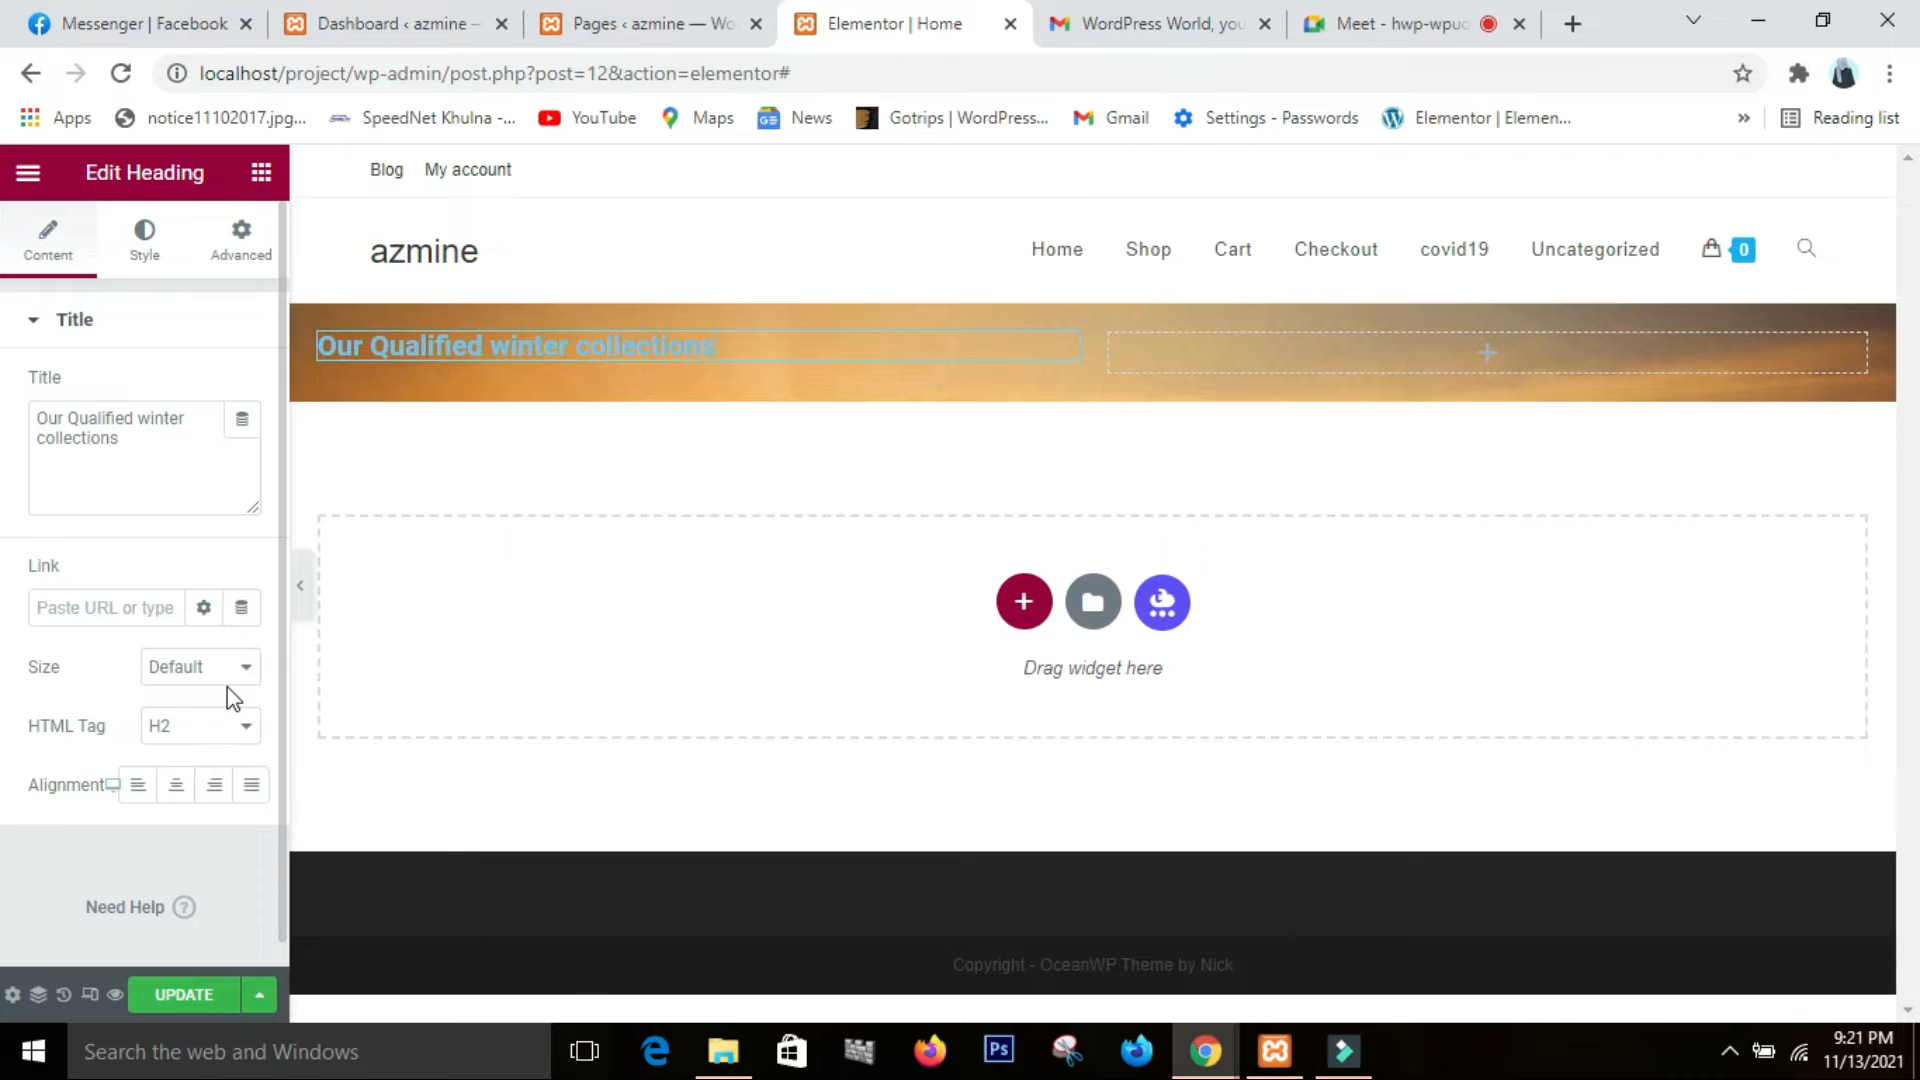 Messenger | Facebook
Dashboard ‹ azmine —
Pages ‹ azmine — Wo
Elementor | Home
WordPress World, you
Meet - hwp-wpuq
localhost/project/wp-admin/post.php?post=12&action=elementor#
Apps
notice11102017.jpg...
SpeedNet Khulna -...
YouTube
Maps
News
Gotrips | WordPress...
Gmail
Settings - Passwords
Elementor | Elemen...
»
Reading list
Edit Heading
Content
Style
Advanced
Title
Title
Our Qualified winter
collections
Link
Paste URL or type
Size
Default
HTML Tag
H2
Alignment
Need Help ?
UPDATE
Blog
My account
azmine
Home
Shop
Cart
Checkout
covid19
Uncategorized
0
Our Qualified winter collections
Drag widget here
Copyright - OceanWP Theme by Nick
Search the web and Windows
Ps
9:21 PM
11/13/2021